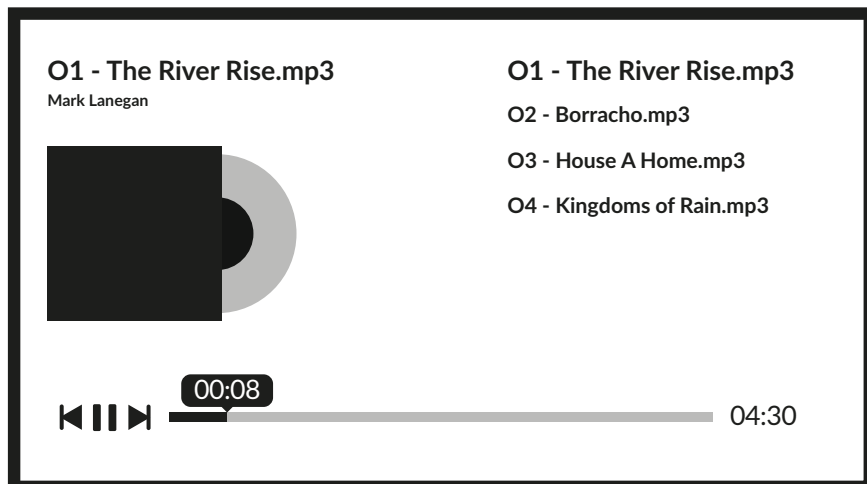 O1 - The River Rise.mp3
Mark Lanegan
O1 - The River Rise.mp3
O2 - Borracho.mp3
O3 - House A Home.mp3
O4 - Kingdoms of Rain.mp3
00:08
04:30